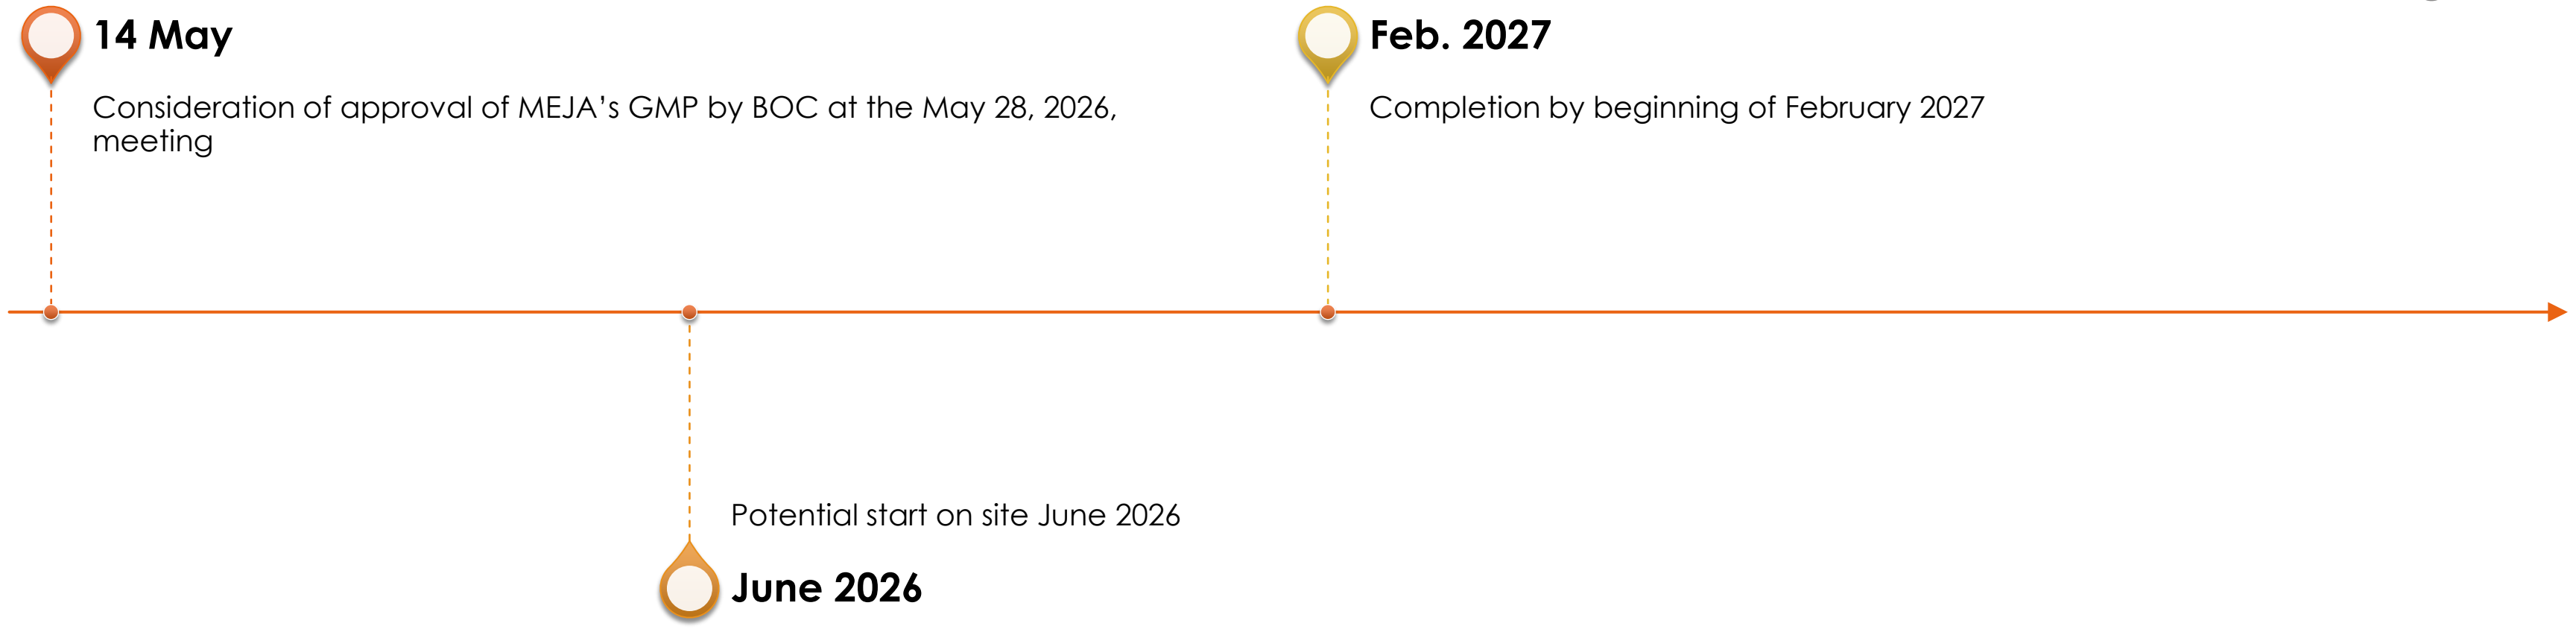 14 May
Consideration of approval of MEJA’s GMP by BOC at the May 28, 2026,
meeting
Feb. 2027
Completion by beginning of February 2027
Potential start on site June 2026
June 2026